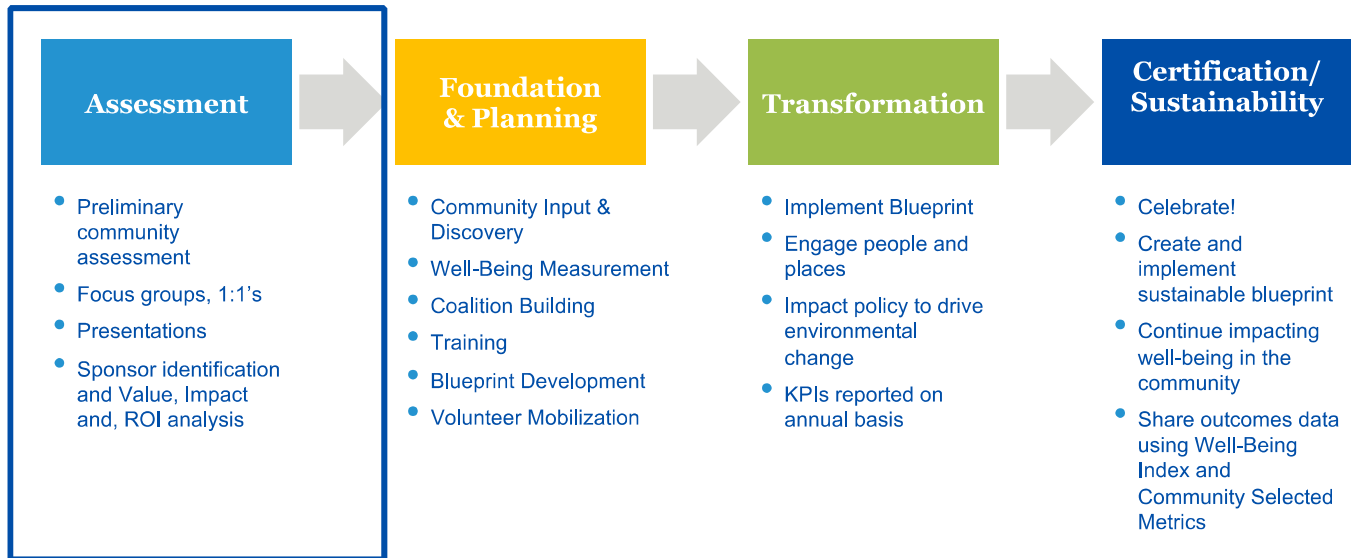 Assessment
Preliminary
community
assessment
Focus groups, 1:1's
Presentations
Sponsor identification
and Value, Impact
and, ROI analysis
Foundation
& Planning
Community Input &
Discovery
Well-Being Measurement
Coalition Building
Training
Blueprint Development
Volunteer Mobilization
Transformation
Implement Blueprint
Engage people and
places
Impact policy to drive
environmental
change
KPIs reported on
annual basis
Certification/
Sustainability
Celebrate!
Create and
implement
sustainable blueprint
Continue impacting
well-being in the
community
Share outcomes data
using Well-Being
Index and
Community Selected
Metrics